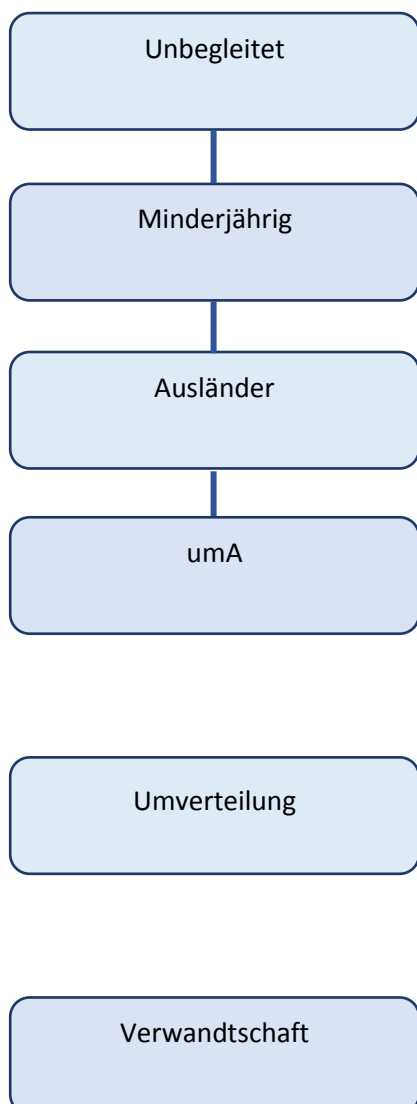 Unbegleitet
Minderjährig
Ausländer
umA
Umverteilung
Verwandtschaft